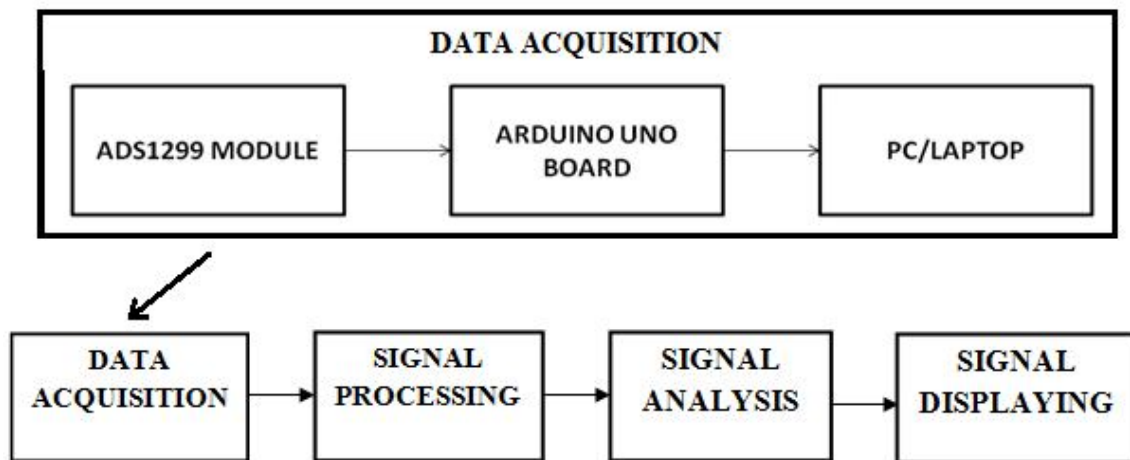 DATA ACQUISITION
ADS1299 MODULE
ARDUINO UNO
BOARD
PC/LAPTOP
DATA
ACQUISITION
SIGNAL
PROCESSING
SIGNAL
ANALYSIS
SIGNAL
DISPLAYING